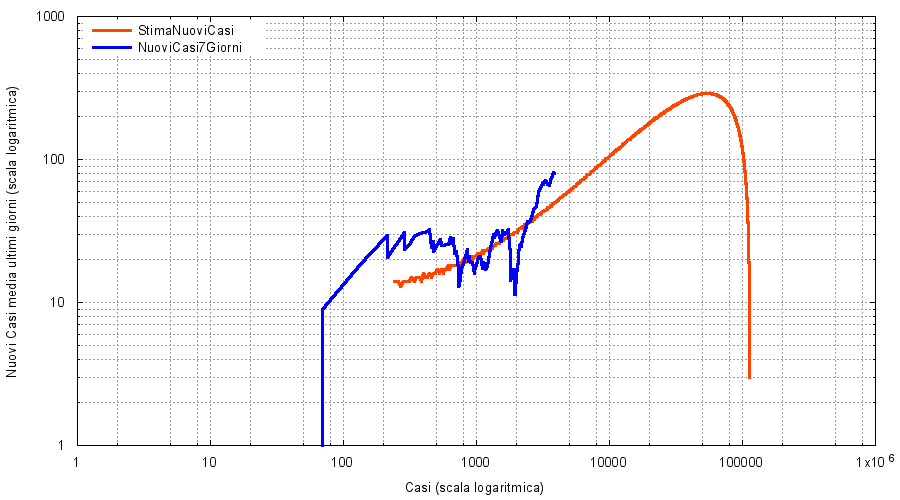 1000
100
10
1
StimaNuoviCasi
NuoviCasi7Giorni
Nuovi Casi media ultimi giorni (scala logaritmica)
1 10 100 1000 10000 100000 1x10 6
Casi (scala logaritmica)